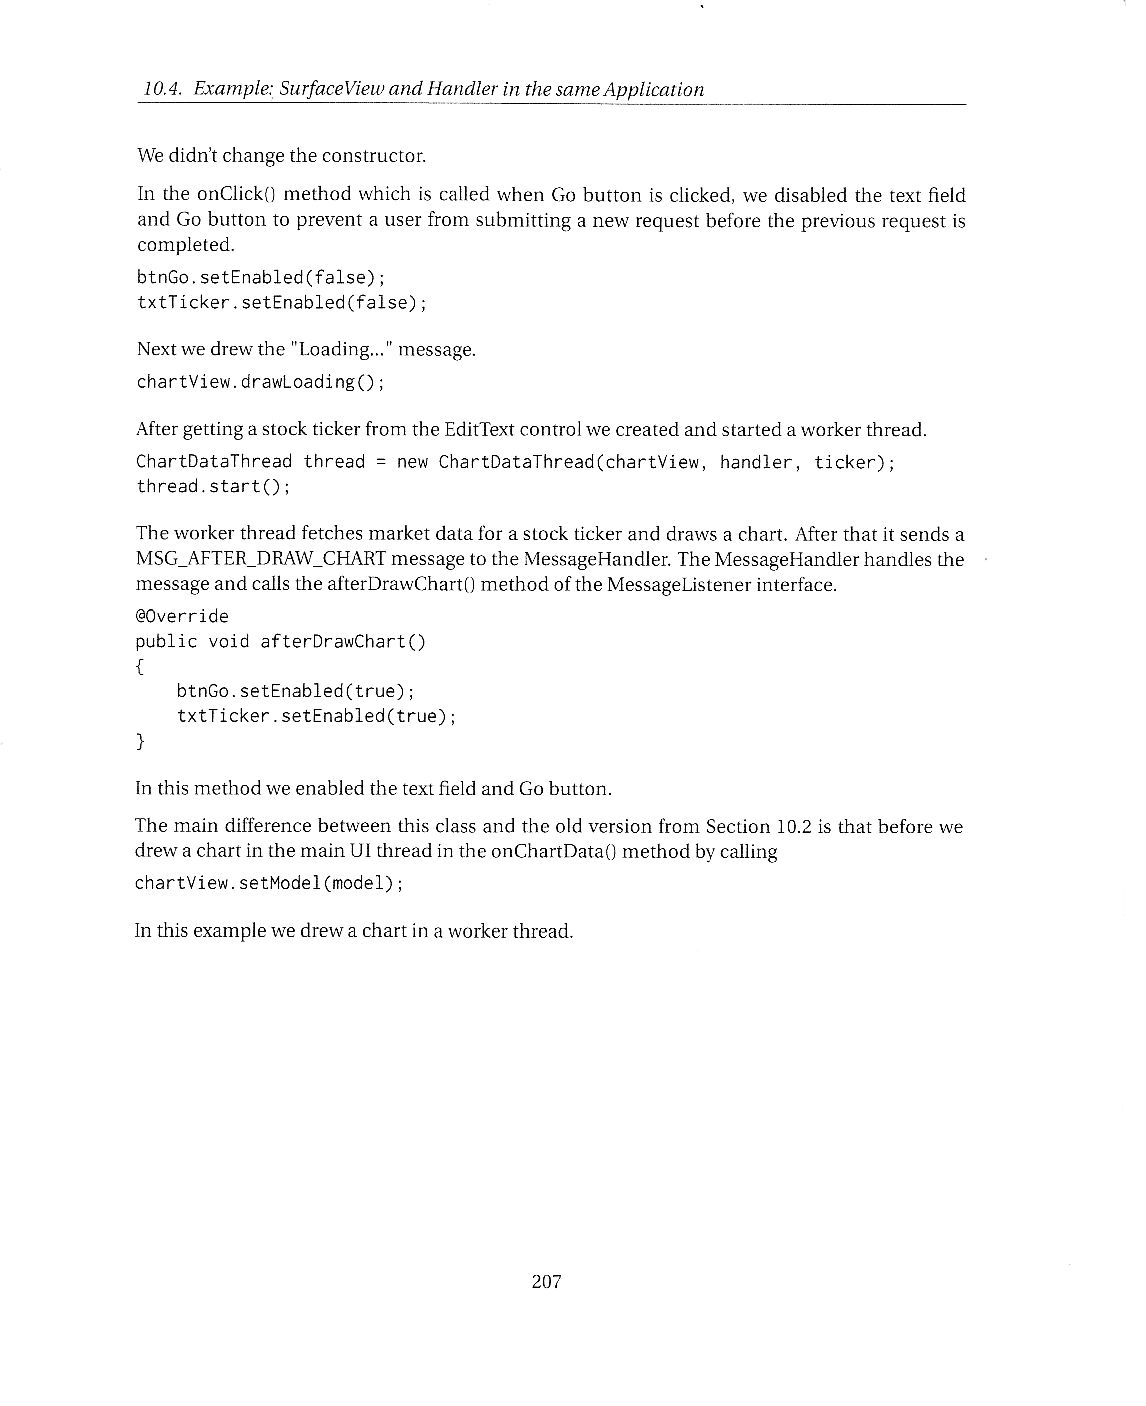 10.4. Example: SurfaceView and Handler in the same Application
We didn't change the constructor.
In the onClick() method which is called when Go button is clicked, we disabled the text field
and Go button to prevent a user from submitting a new request before the previous request is
completed.
btnGo.setEnabled(false);
txtTicker.setEnabled(false);
Next we drew the "Loading..." message.
chartView.drawLoading();
After getting a stock ticker from the EditText control we created and started a worker thread.
ChartDataThread thread = new ChartDataThread(chartView, handler, ticker);
thread.start();
The worker thread fetches market data for a stock ticker and draws a chart. After that it sends a
MSG_AFTER_DRAW_CHART message to the MessageHandler. The MessageHandler handles the
message and calls the afterDrawChart() method of the MessageListener interface.
@Override
public void afterDrawChart()
{
    btnGo.setEnabled(true);
    txtTicker.setEnabled(true);
}
In this method we enabled the text field and Go button.
The main difference between this class and the old version from Section 10.2 is that before we
drew a chart in the main UI thread in the onChartData() method by calling
chartView.setModel(model);
In this example we drew a chart in a worker thread.
207